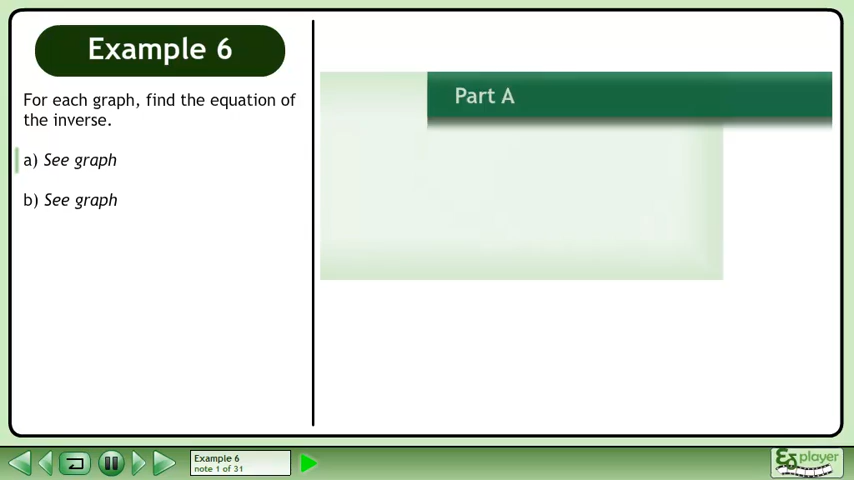 Example 6
For each graph, find the equation of
the inverse.
a) See graph
b) See graph
Part A
Example 6
note 1 of 31
player